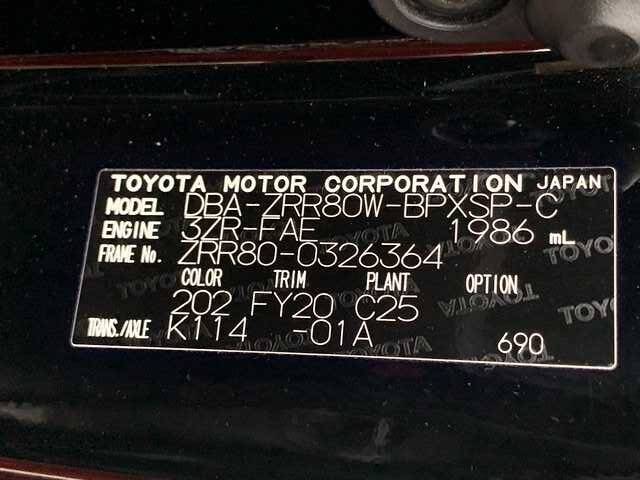 TOYOTA MOTOR CORPORATION JAPAN
MODEL DBA-ZRR80W-BPXSP-C
ENGINE 3ZR-FAE 1986 mL
FRAME No. ZRR80-0326364
COLOR TRIM PLANT OPTION
202 FY20 C25
TRANS./AXLE K114 -01A 690